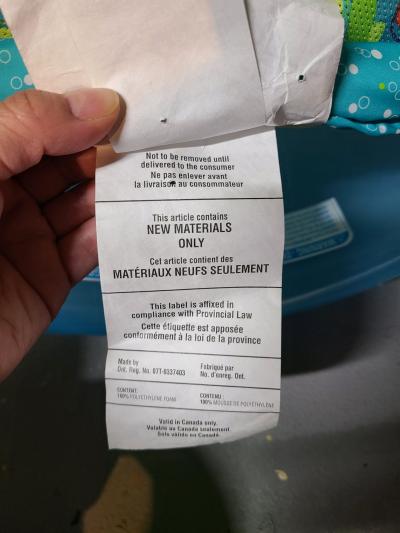 Not to be removed until
delivered to the consumer
Ne pas enlever avant
la livraison au consommateur
This article contains
NEW MATERIALS
ONLY
Cet article contient des
MATÉRIAUX NEUFS SEULEMENT
This label is affixed in
compliance with Provincial Law
Cette étiquette est apposée
conformément à la loi de la province
Made by
Ont. Reg. No. 07T-9337403
Fabriqué par
No. d'enreg. Ont.
CONTENT:
100% POLYETHYLENE FOAM
CONTENU:
100% MOUSSE DE POLYÉTHYLÈNE
Valid in Canada only.
Valable au Canada seulement.
Sólo válido en Canadá.
WARNING